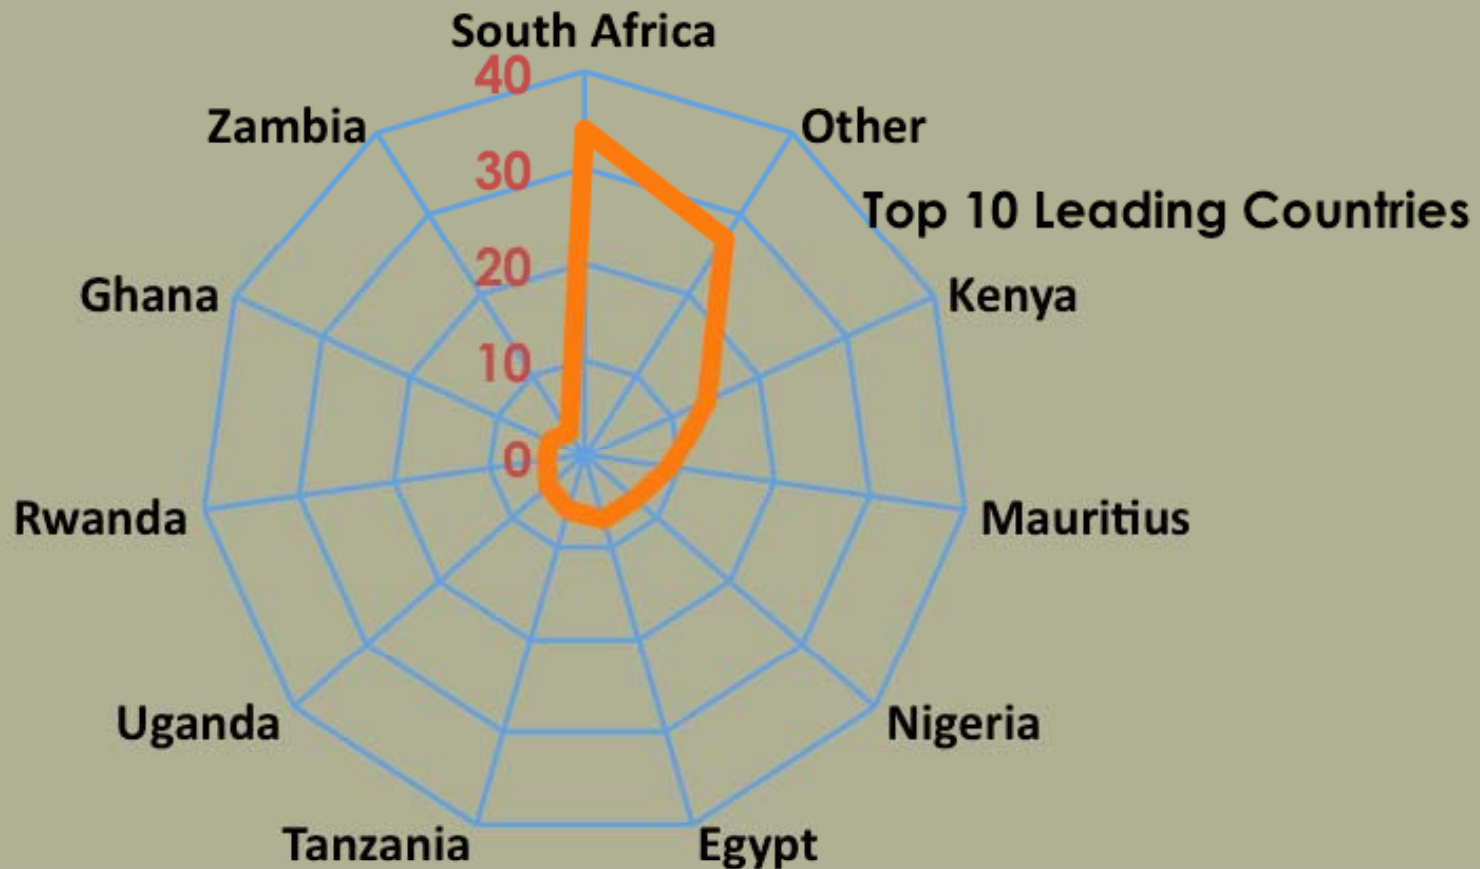 South Africa
40
Zambia
Other
30
Top 10 Leading Countries
20
Ghana
Kenya
10
0
Rwanda
Mauritius
Uganda
Nigeria
Tanzania
Egypt